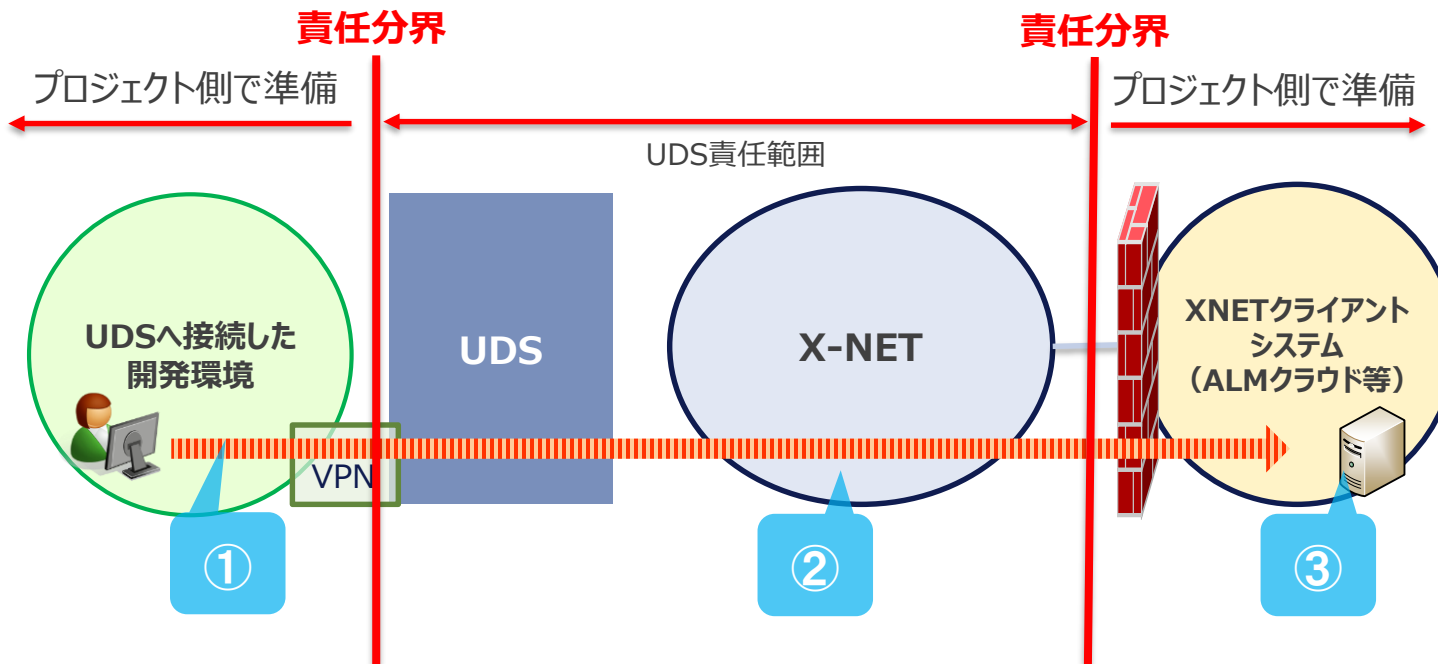 責任分界
責任分界
プロジェクト側で準備
プロジェクト側で準備
UDS責任範囲
UDSへ接続した
開発環境
UDS
X-NET
XNETクライアント
システム
（ALMクラウド等）
VPN
①
②
③